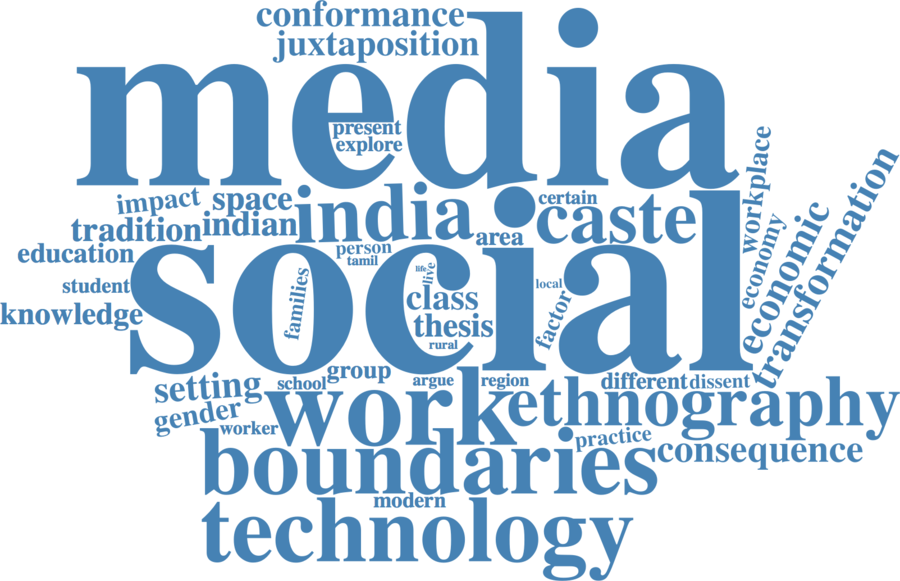 conformance
juxtaposition
media
present
explore
workplace
transformation
impact
space
certain
india
caste
tradition
indian
area
economy
economic
education
person
tamil
social
life
live
student
families
class
local
factor
knowledge
thesis
rural
setting
school
group
argue
region
different
dissent
work
ethnography
gender
worker
boundaries
practice
consequence
modern
technology